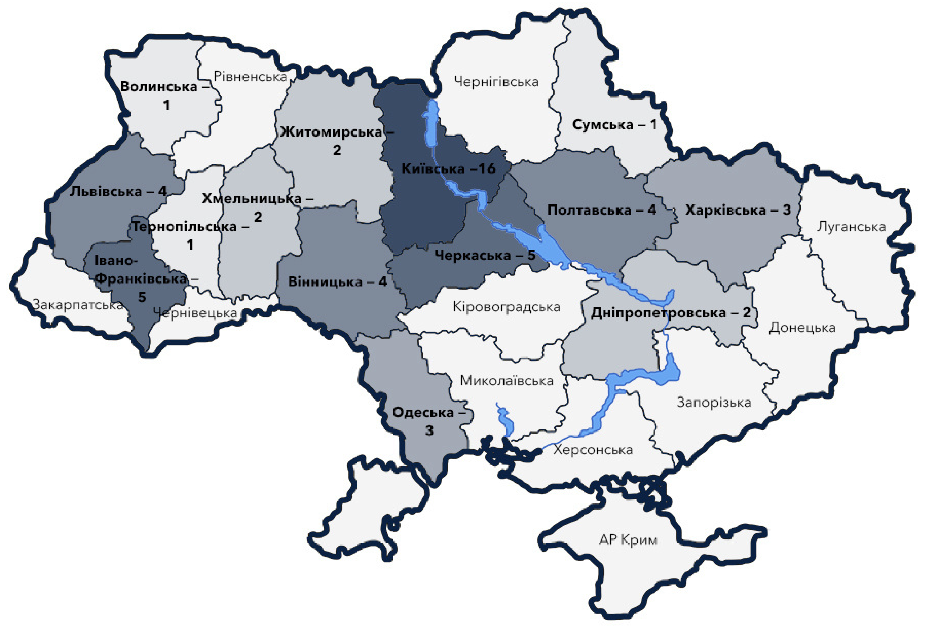 Чернігівська
Рівненська
Волинська –
1
Сумська – 1
Житомирська –
2
Київська –16
Львівська – 4
Хмельницька –
2
Полтавська – 4
Харківська – 3
Тернопільська –
1
Луганська
Черкаська – 5
Івано-
Франківська –
5
Вінницька – 4
Закарпатська
Чернівецька
Кіровоградська
Дніпропетровська – 2
Донецька
Миколаївська
Запорізька
Одеська –
3
Херсонська
АР Крим